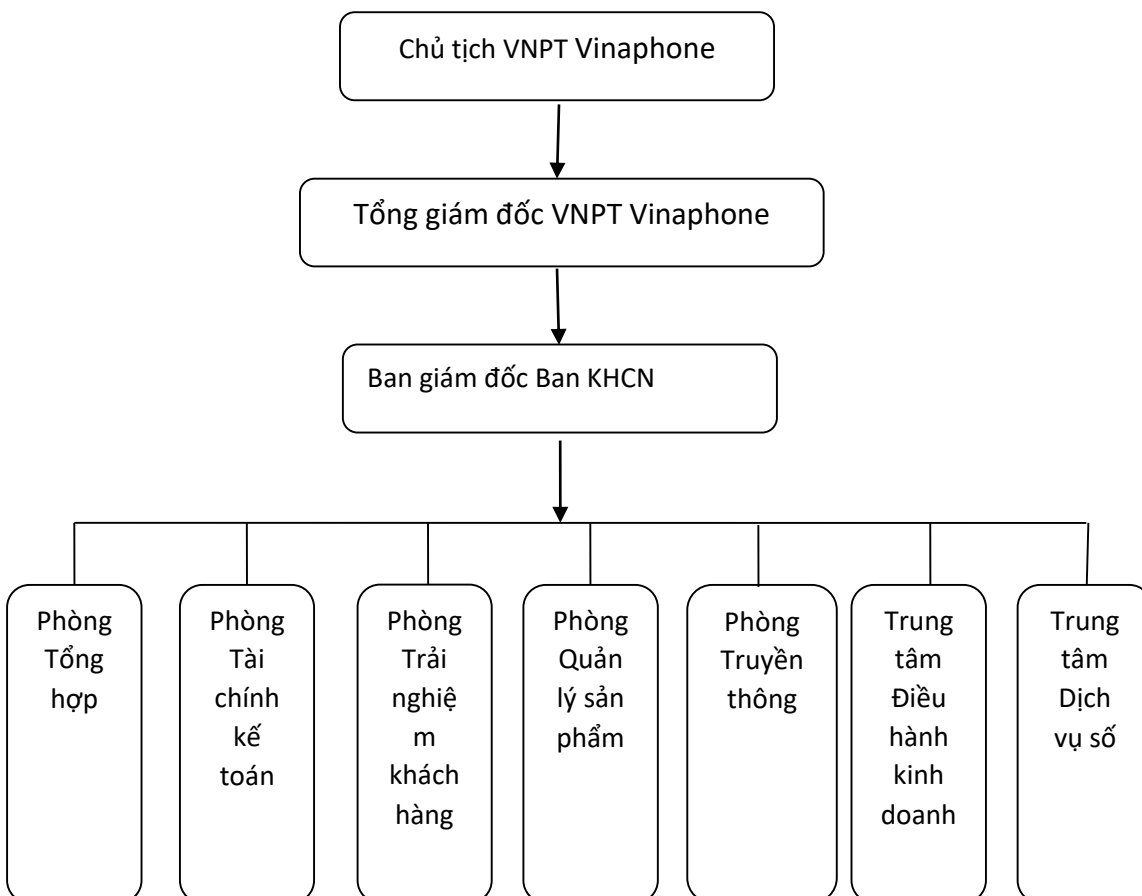 Chủ tịch VNPT Vinaphone
Tổng giám đốc VNPT Vinaphone
Ban giám đốc Ban KHCN
Phòng
Tổng
hợp
Phòng
Tài
chính
kế
toán
Phòng
Trải
nghiệ
m
khách
hàng
Phòng
Quản
lý sản
phẩm
Phòng
Truyền
thông
Trung
tâm
Điều
hành
kinh
doanh
Trung
tâm
Dịch
vụ số